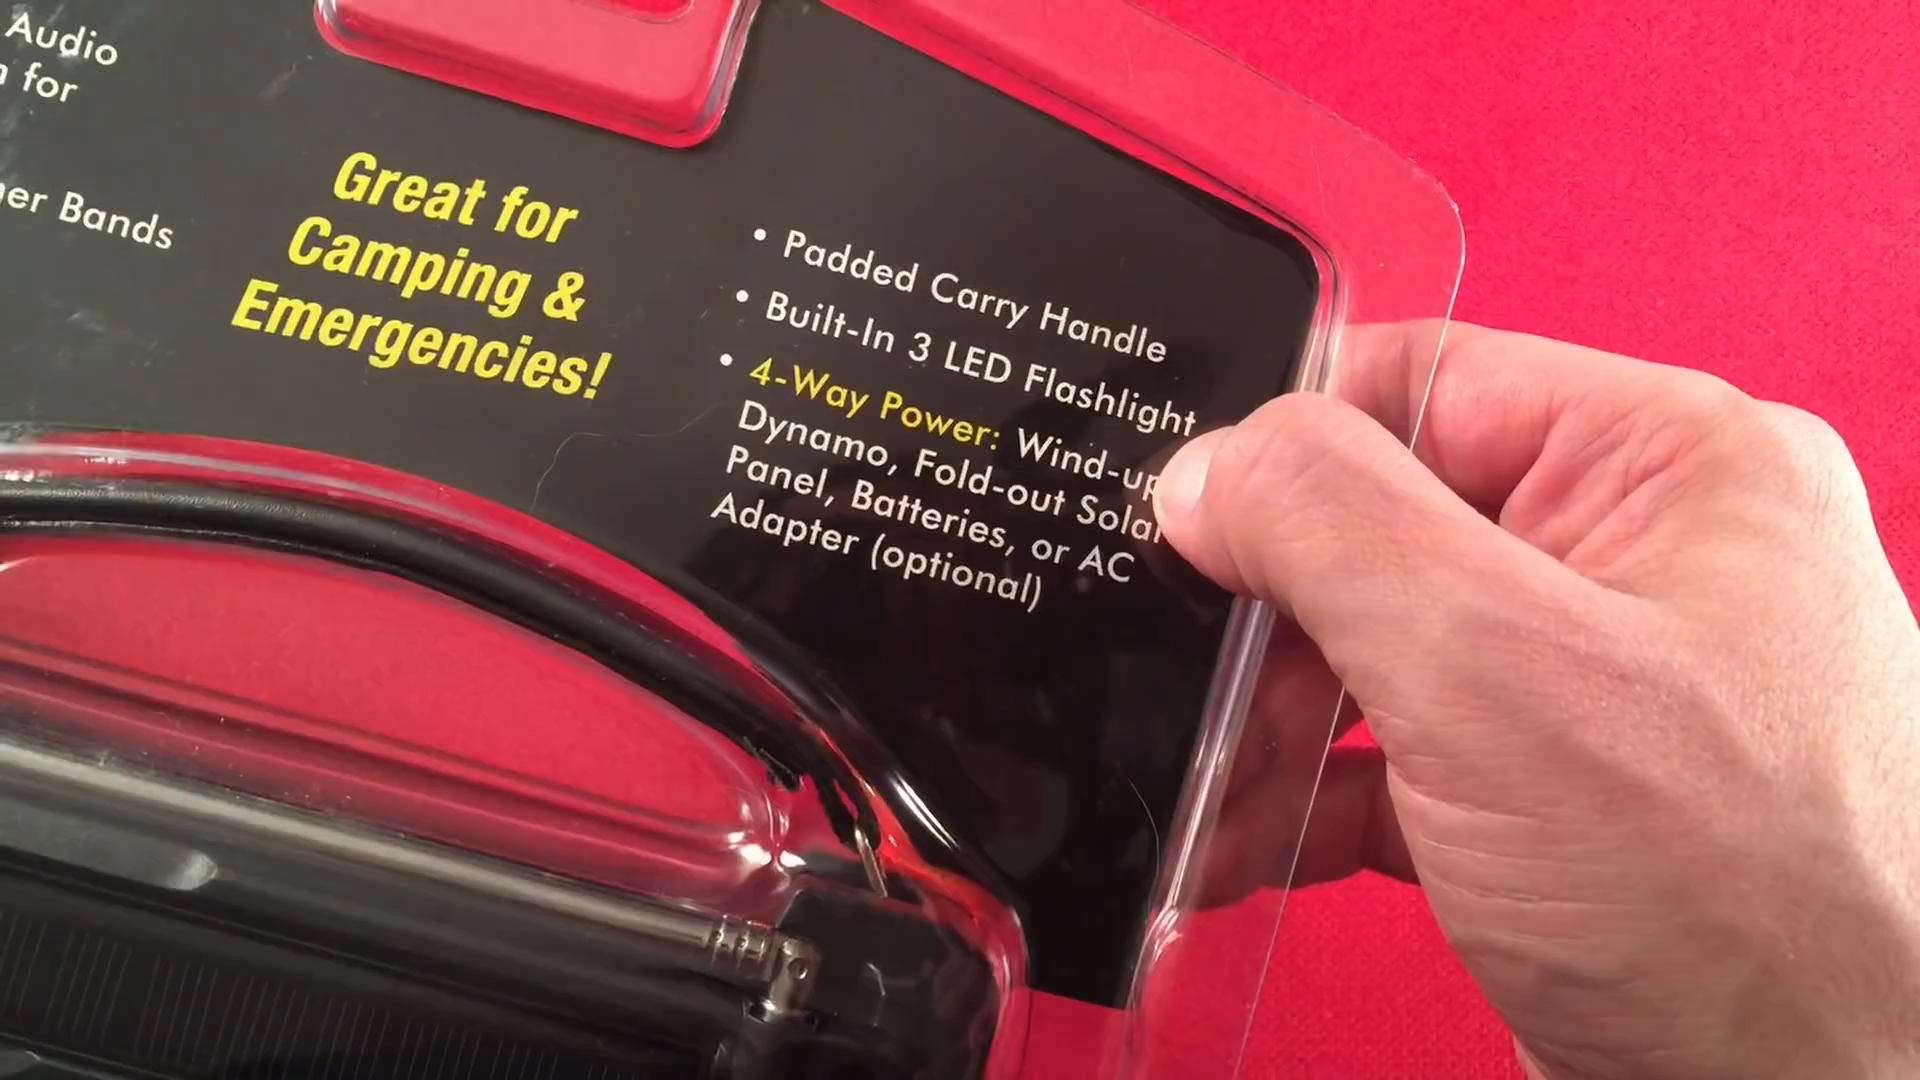 Audio
for
Bands
Great for
Camping &
Emergencies!
• Padded Carry Handle
• Built-In 3 LED Flashlight
• 4-Way Power: Wind-up
Dynamo, Fold-out Solar
Panel, Batteries, or AC
Adapter (optional)